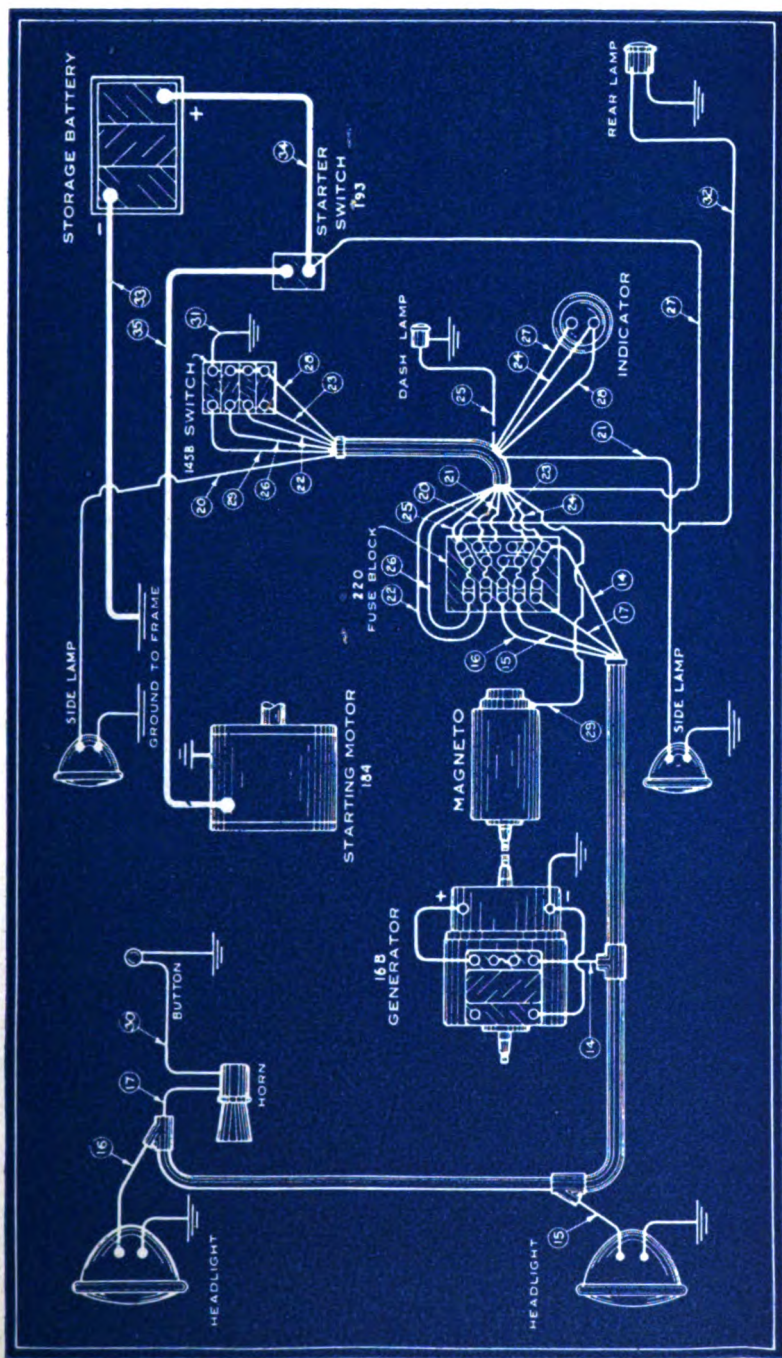 HEADLIGHT
16
17
30
HORN
BUTTON
SIDE LAMP
GROUND TO FRAME
STARTING MOTOR
184
35
33
-
STORAGE BATTERY
+
34
STARTER
SWITCH
193
145B SWITCH
31
20
29
26
22
28
23
HEADLIGHT
15
16B
GENERATOR
+
-
14
MAGNETO
29
220
FUSE BLOCK
22
26
25
20
21
23
24
16
15
17
14
DASH LAMP
25
27
24
28
INDICATOR
SIDE LAMP
21
27
32
REAR LAMP